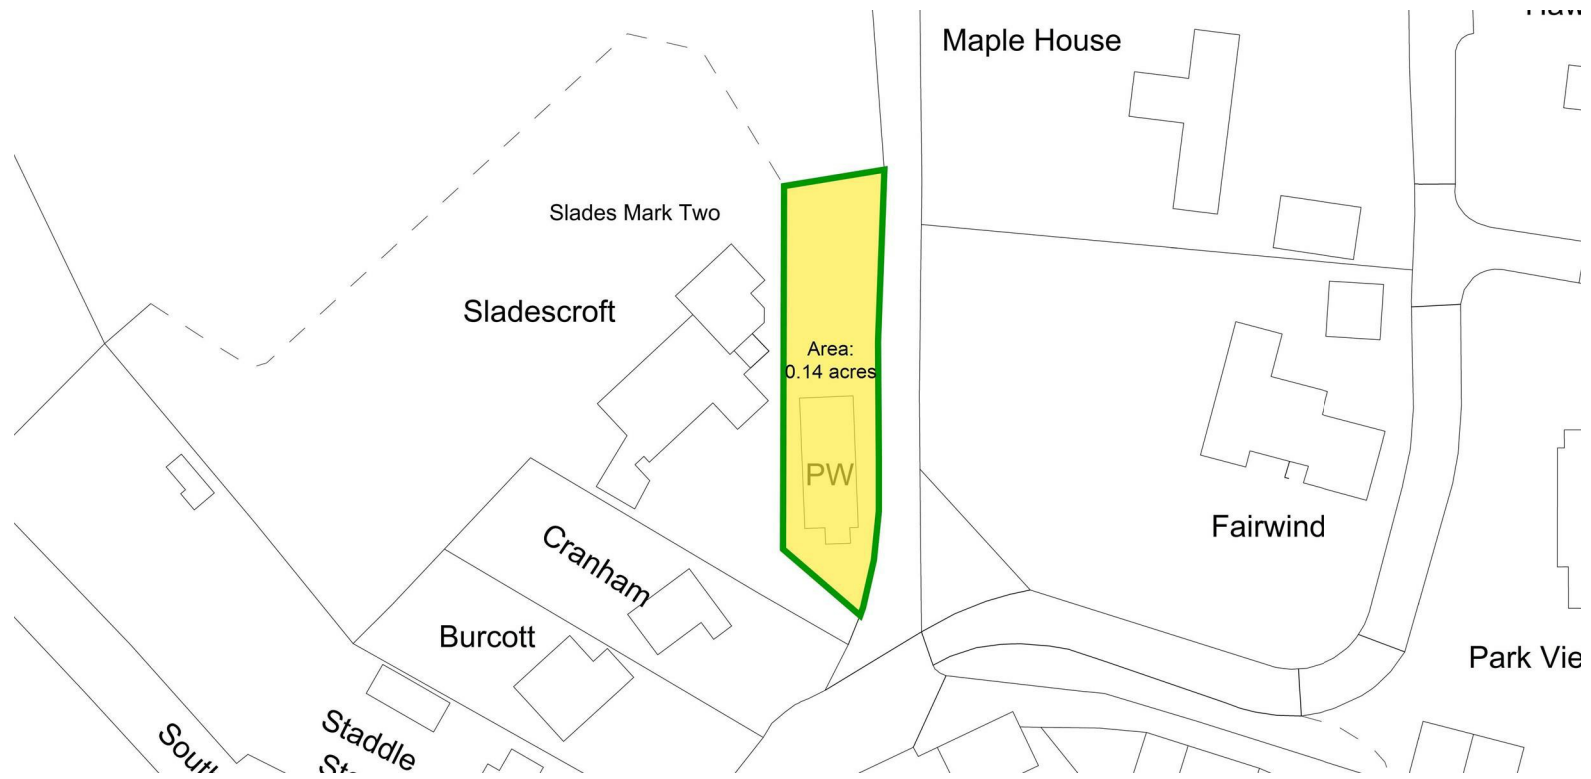 Maple House
Slades Mark Two
Sladescroft
Area:
0.14 acres
PW
Fairwind
Cranham
Burcott
Park Vie
Staddle